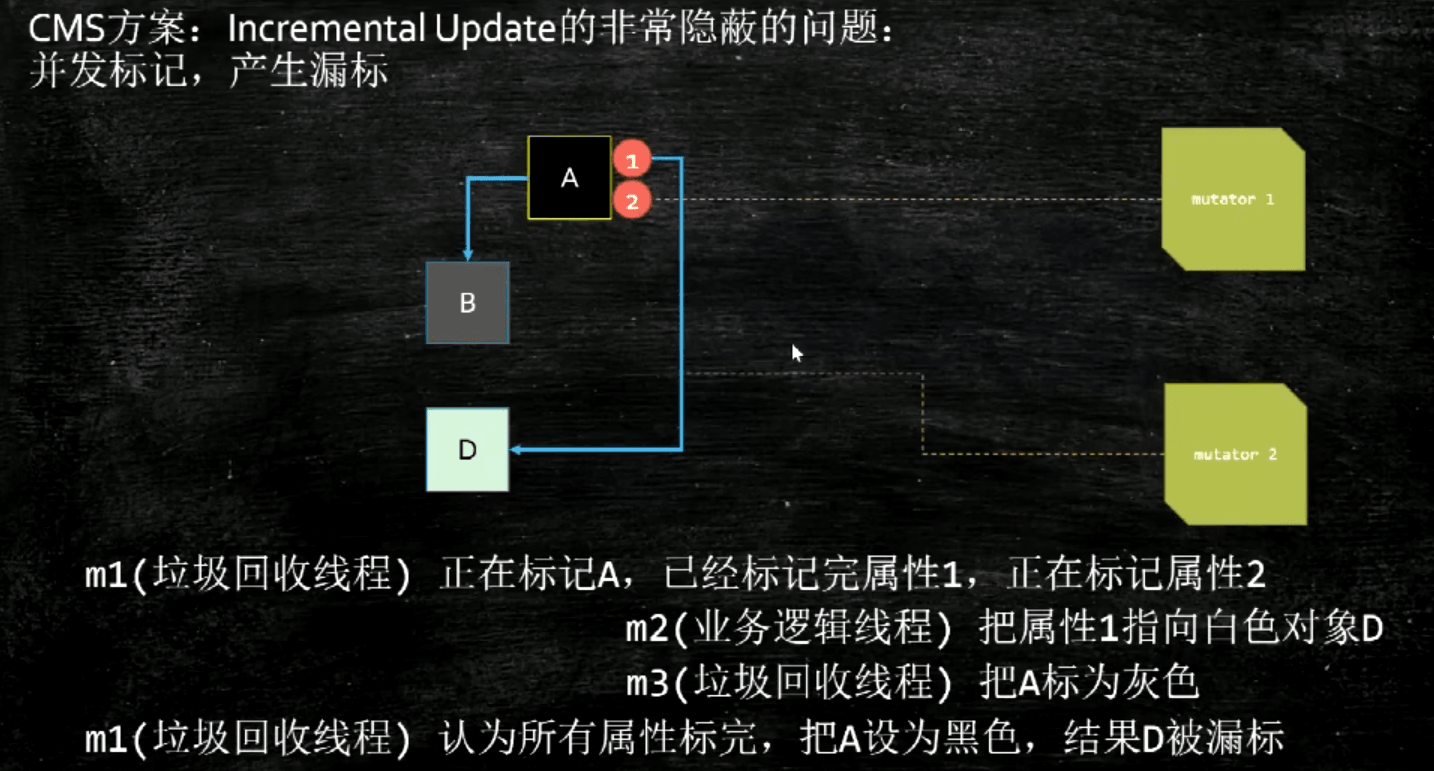 CMS方案：Incremental Update的非常隐蔽的问题：
并发标记，产生漏标
A
1
2
mutator 1
B
D
mutator 2
m1(垃圾回收线程) 正在标记A，已经标记完属性1，正在标记属性2
m2(业务逻辑线程) 把属性1指向白色对象D
m3(垃圾回收线程) 把A标为灰色
m1(垃圾回收线程) 认为所有属性标完，把A设为黑色，结果D被漏标